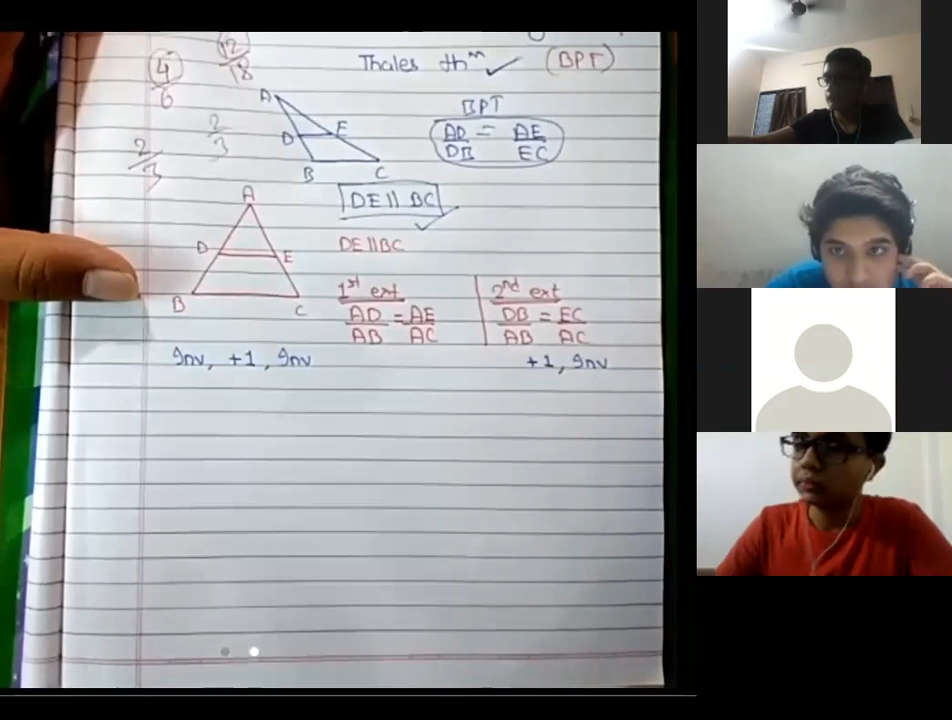 4/6 12/18
Thales thᵐ ✓ (BPT)
2/3 2/3
A
D E
B C
BPT
AD/DB = AE/EC
DE || BC
A
D E
B C
DE || BC
1st ext
AD/AB = AE/AC
2nd ext
DB/AB = EC/AC
Inv, +1, Inv
+1, Inv